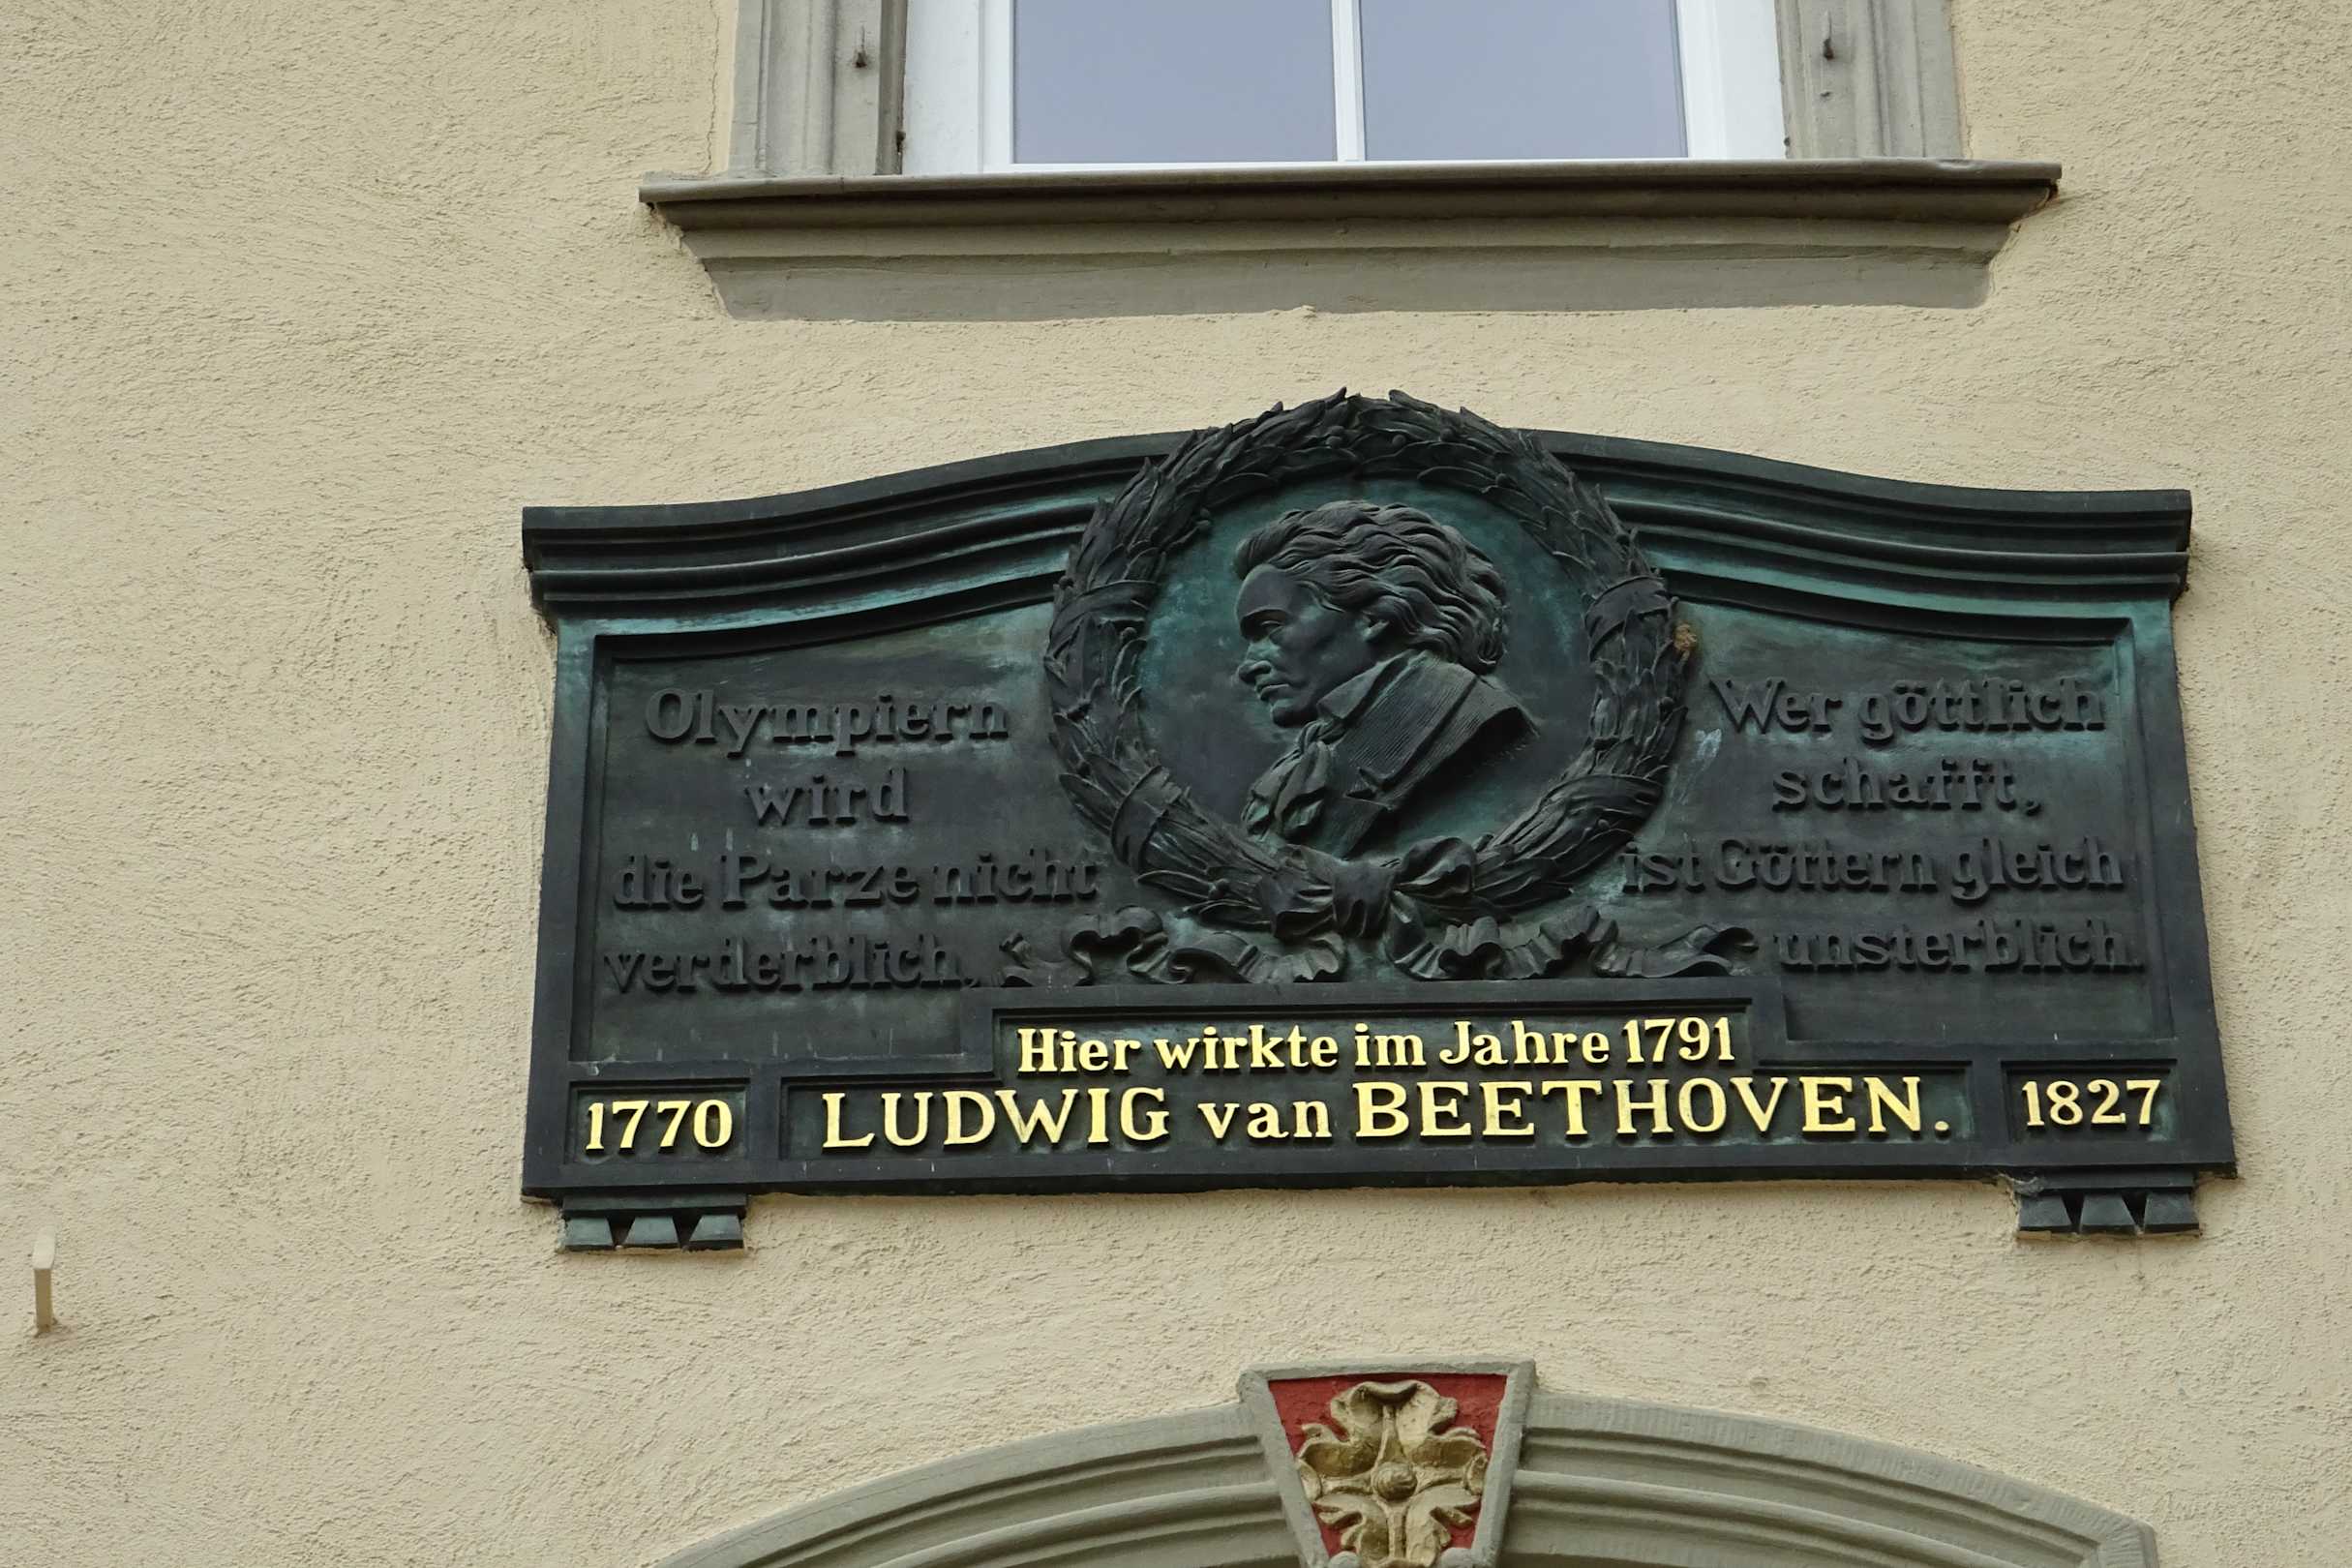 Olympiern
wird
die Parze nicht
verderblich,
Wer göttlich
schafft,
ist Göttern gleich
unsterblich.
Hier wirkte im Jahre 1791
1770 LUDWIG van BEETHOVEN. 1827